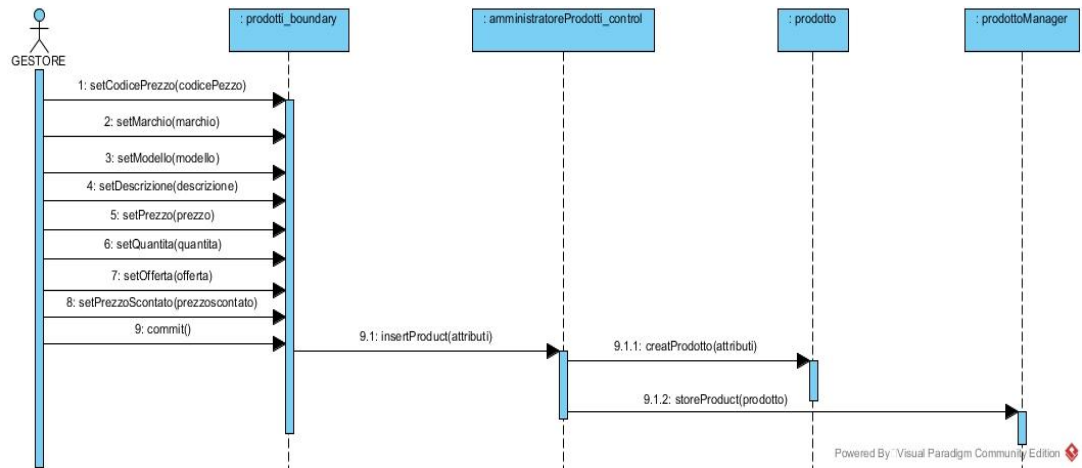 : prodotti_boundary
: amministratoreProdotti_control
: prodotto
: prodottoManager
GESTORE
1: setCodicePrezzo(codicePezzo)
2: setMarchio(marchio)
3: setModello(modello)
4: setDescrizione(descrizione)
5: setPrezzo(prezzo)
6: setQuantita(quantita)
7: setOfferta(offerta)
8: setPrezzoScontato(prezzoscontato)
9: commit()
9.1: insertProduct(attributi)
9.1.1: creatProdotto(attributi)
9.1.2: storeProduct(prodotto)
Powered By Visual Paradigm Community Edition